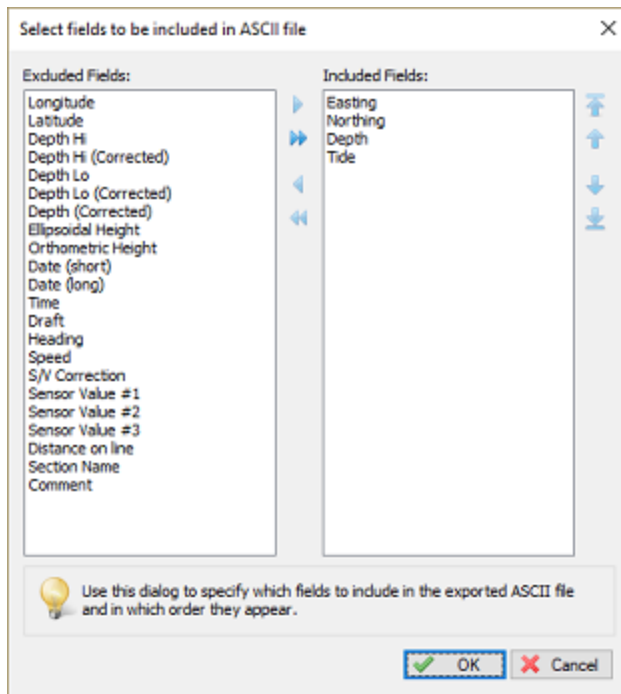 Select fields to be included in ASCII file
Excluded Fields:
Longitude
Latitude
Depth Hi
Depth Hi (Corrected)
Depth Lo
Depth Lo (Corrected)
Depth (Corrected)
Ellipsoidal Height
Orthometric Height
Date (short)
Date (long)
Time
Draft
Heading
Speed
S/V Correction
Sensor Value #1
Sensor Value #2
Sensor Value #3
Distance on line
Section Name
Comment
Included Fields:
Easting
Northing
Depth
Tide
Use this dialog to specify which fields to include in the exported ASCII file
and in which order they appear.
OK
Cancel